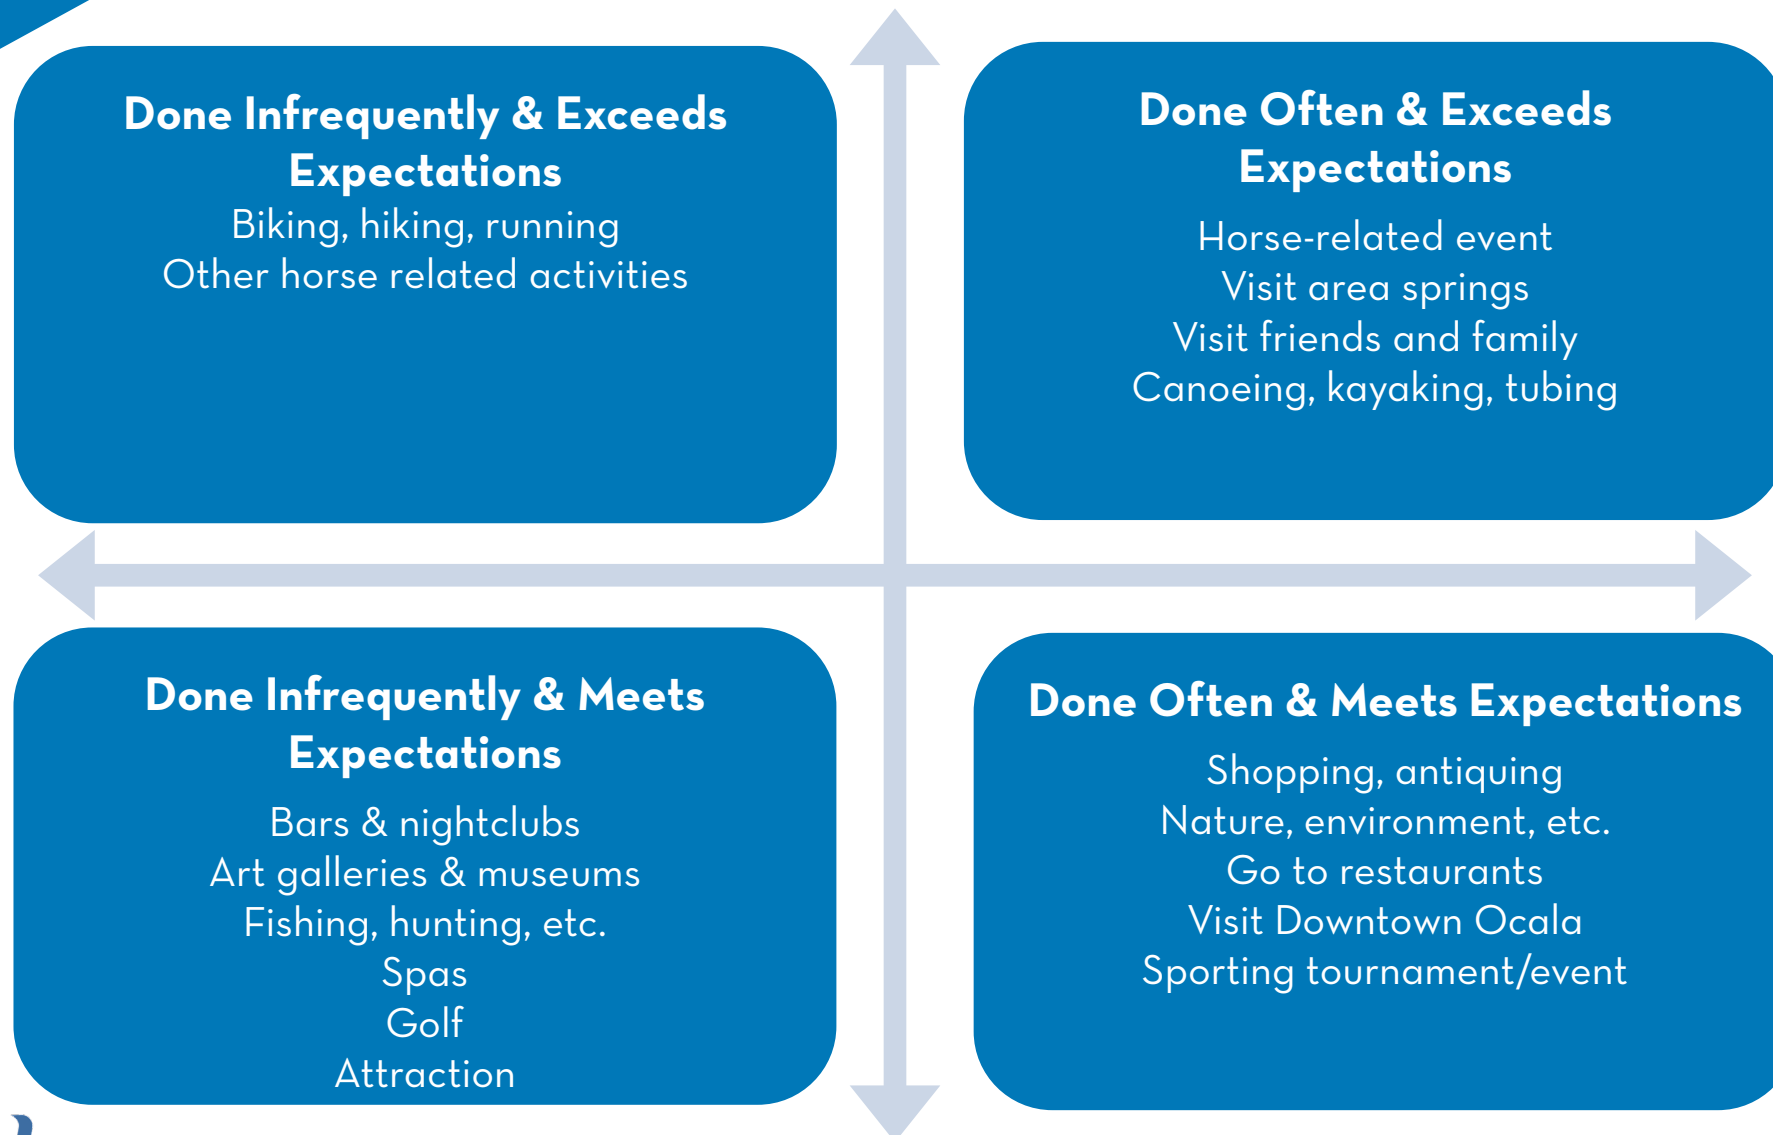 Done Infrequently & Exceeds
Expectations
Biking, hiking, running
Other horse related activities
Done Often & Exceeds
Expectations
Horse-related event
Visit area springs
Visit friends and family
Canoeing, kayaking, tubing
Done Infrequently & Meets
Expectations
Bars & nightclubs
Art galleries & museums
Fishing, hunting, etc.
Spas
Golf
Attraction
Done Often & Meets Expectations
Shopping, antiquing
Nature, environment, etc.
Go to restaurants
Visit Downtown Ocala
Sporting tournament/event